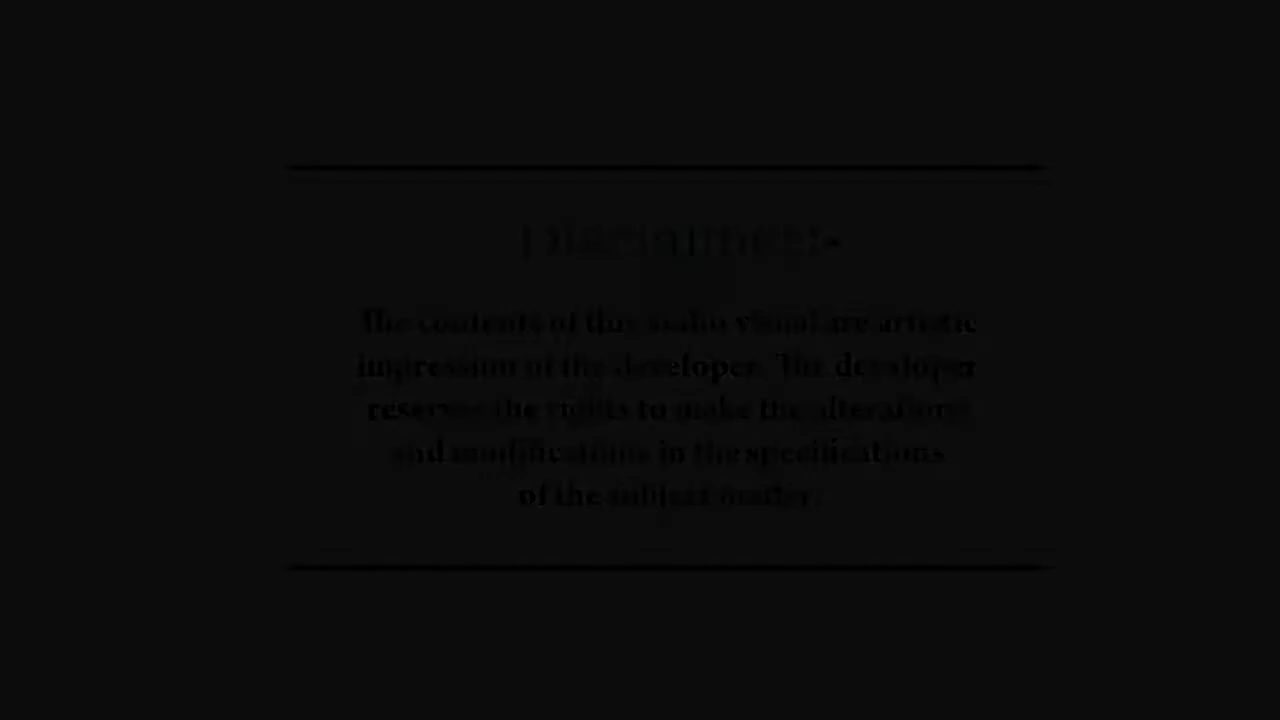 Disclaimer:-
The contents of this audio visual are artistic
impression of the developer. The developer
reserves the rights to make the alterations
and modifications in the specifications
of the subject matter.